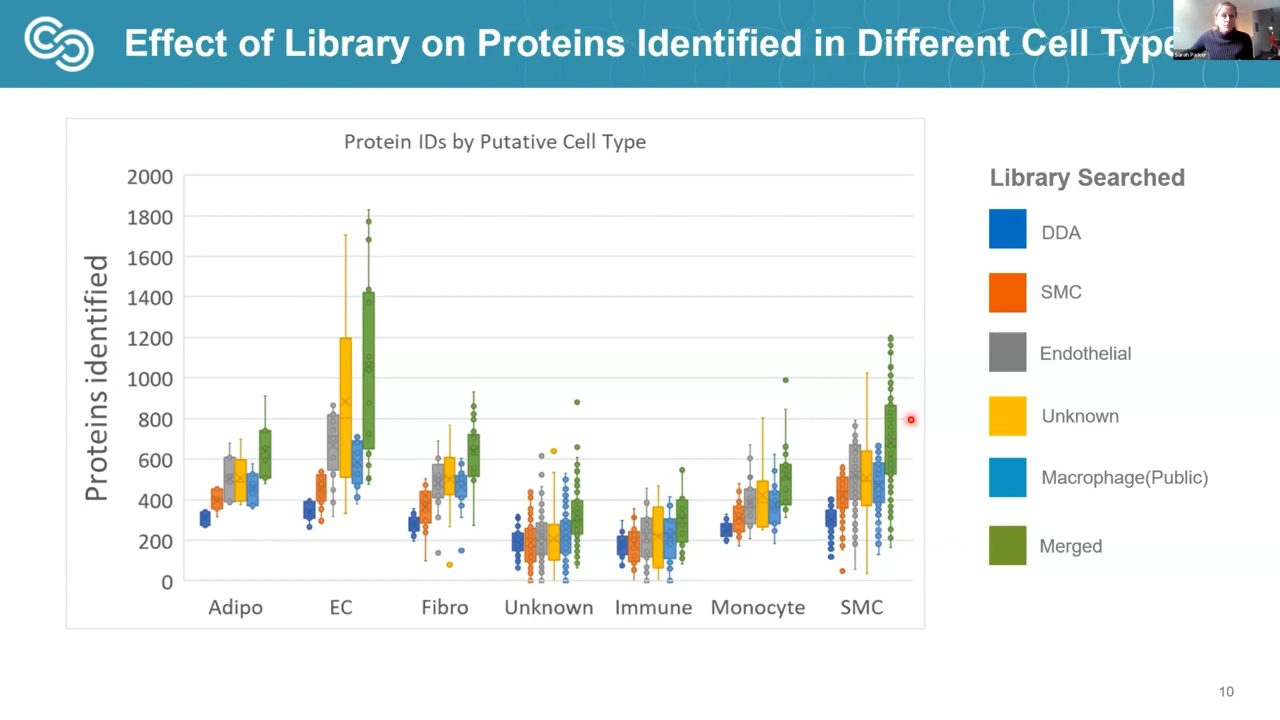 Effect of Library on Proteins Identified in Different Cell Type
Sarah Parker
Protein IDs by Putative Cell Type
Proteins identified
2000
1800
1600
1400
1200
1000
800
600
400
200
0
Adipo
EC
Fibro
Unknown
Immune
Monocyte
SMC
Library Searched
DDA
SMC
Endothelial
Unknown
Macrophage(Public)
Merged
10